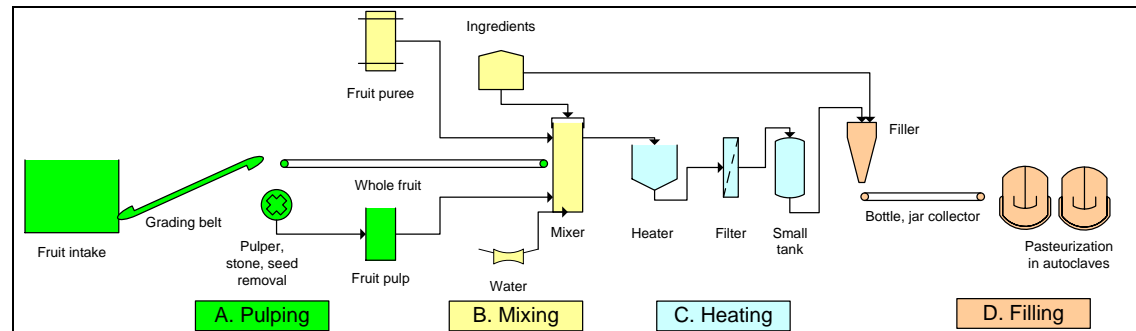 Ingredients
Fruit puree
Filler
Whole fruit
Grading belt
Bottle, jar collector
Fruit intake
Pulper,
stone, seed
removal
Fruit pulp
Mixer
Heater
Filter
Small
tank
Pasteurization
in autoclaves
Water
A. Pulping
B. Mixing
C. Heating
D. Filling